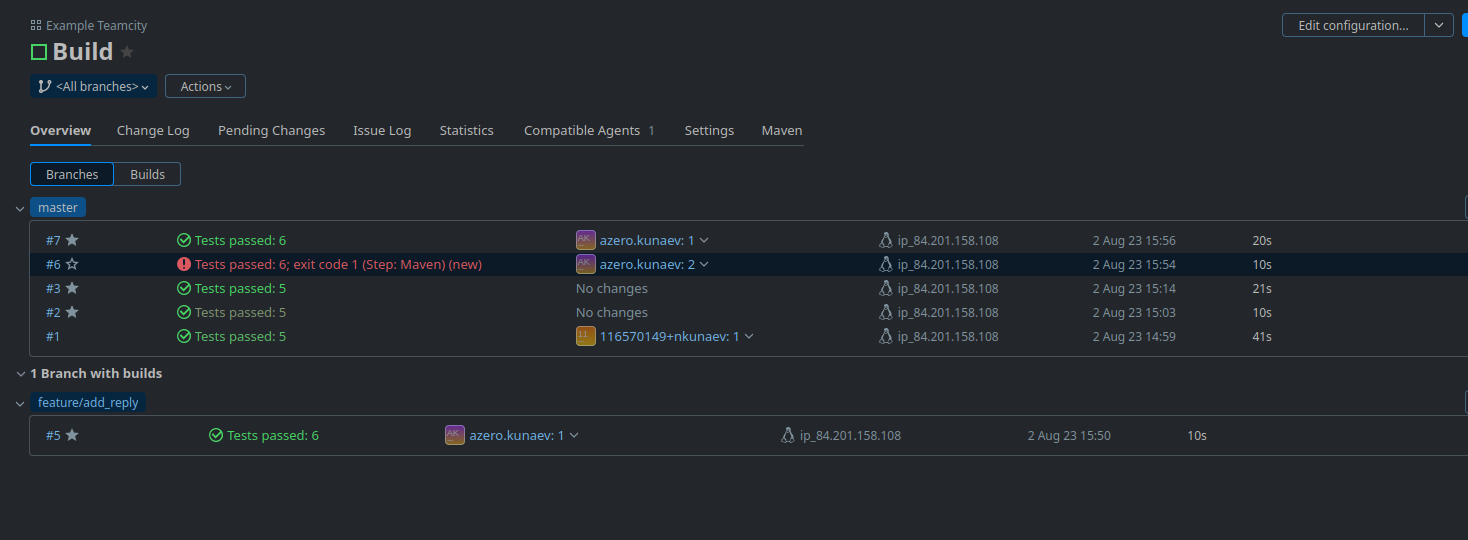 Example Teamcity
Edit configuration...
Build
<All branches>
Actions
Overview Change Log Pending Changes Issue Log Statistics Compatible Agents 1 Settings Maven
Branches Builds
master
#7 Tests passed: 6 AK azero.kunaev: 1 ip_84.201.158.108 2 Aug 23 15:56 20s
#6 Tests passed: 6; exit code 1 (Step: Maven) (new) AK azero.kunaev: 2 ip_84.201.158.108 2 Aug 23 15:54 10s
#3 Tests passed: 5 No changes ip_84.201.158.108 2 Aug 23 15:14 21s
#2 Tests passed: 5 No changes ip_84.201.158.108 2 Aug 23 15:03 10s
#1 Tests passed: 5 11 116570149+nkunaev: 1 ip_84.201.158.108 2 Aug 23 14:59 41s
1 Branch with builds
feature/add_reply
#5 Tests passed: 6 AK azero.kunaev: 1 ip_84.201.158.108 2 Aug 23 15:50 10s